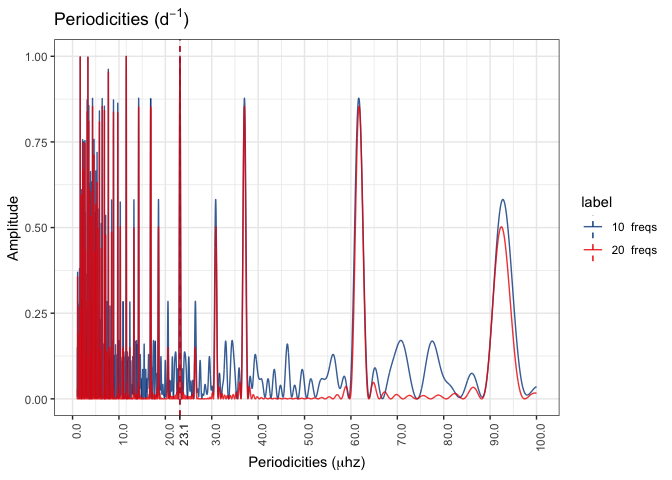 Periodicities (d⁻¹)
1.00
0.75
0.50
0.25
0.00
Amplitude
0.0
10.0
20.0
23.1
30.0
40.0
50.0
60.0
70.0
80.0
90.0
100.0
Periodicities (μhz)
label
10 freqs
20 freqs